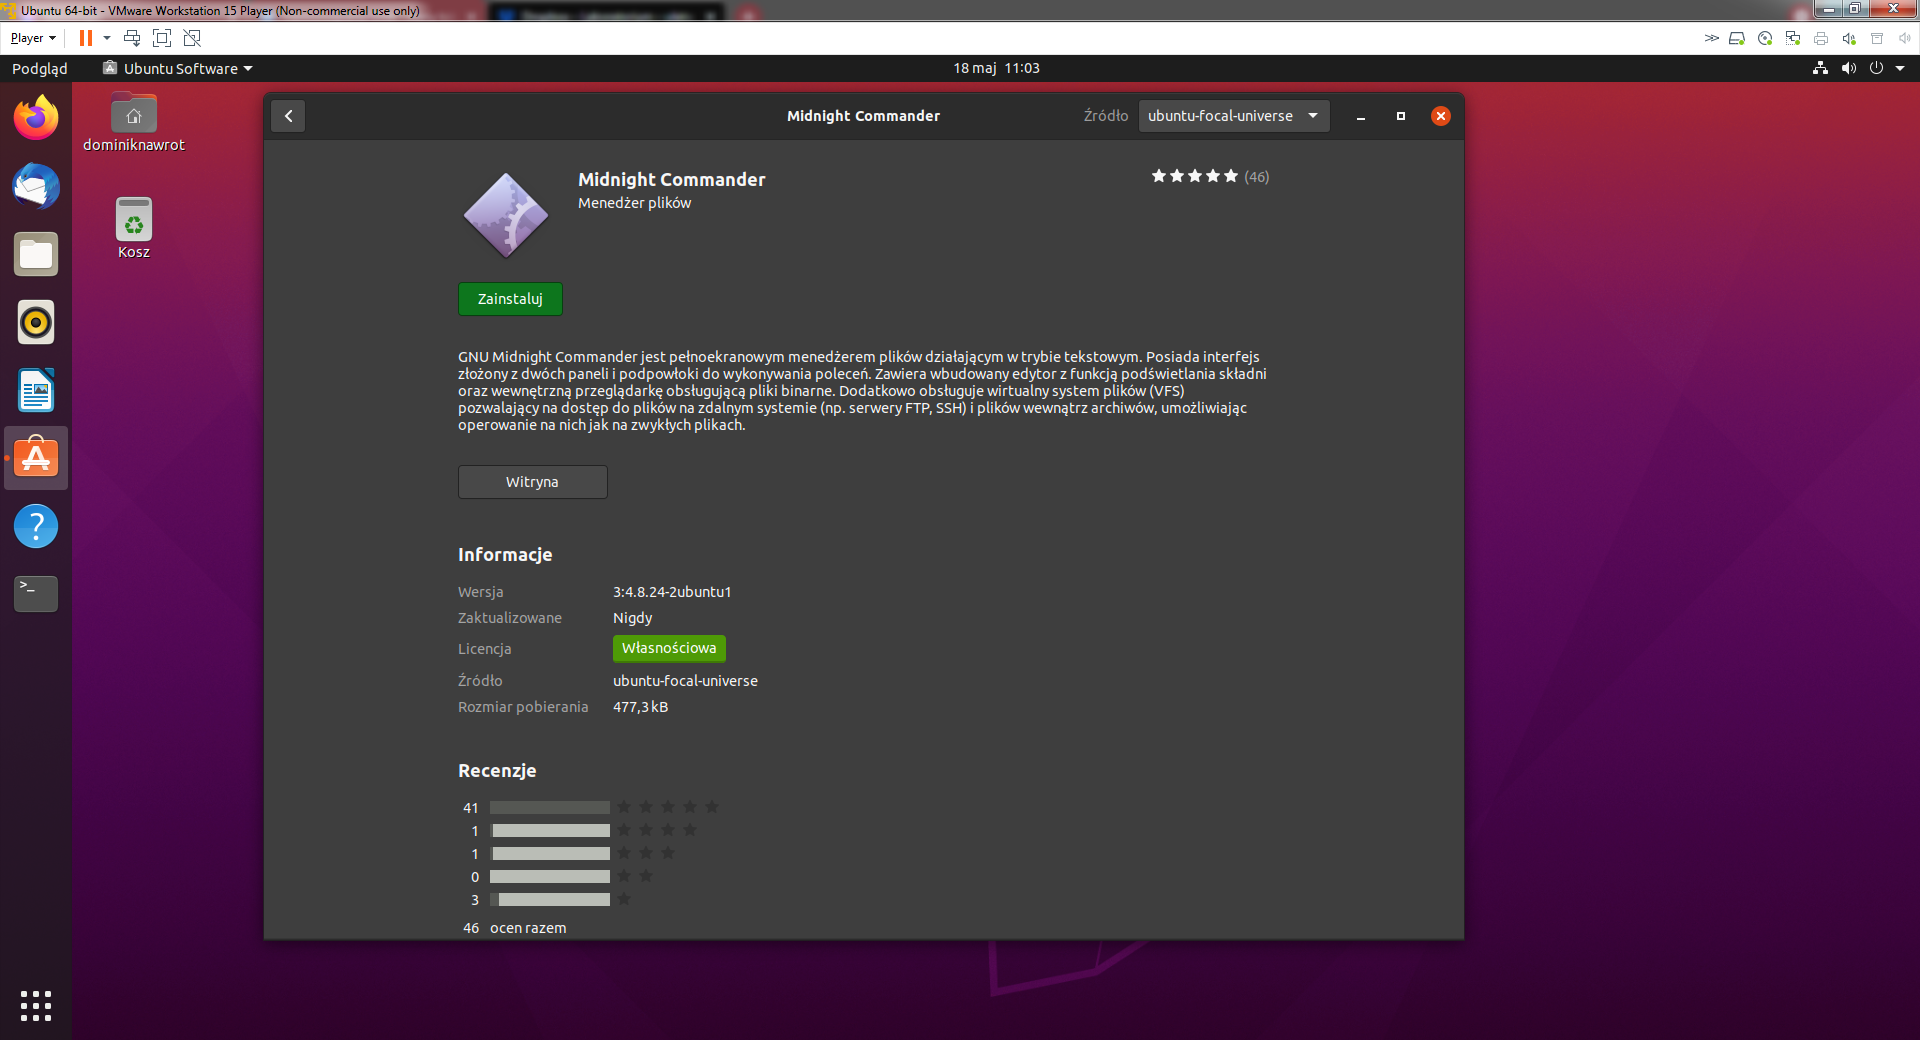 Ubuntu 64-bit - VMware Workstation 15 Player (Non-commercial use only)
Player
Podgląd
Ubuntu Software
18 maj 11:03
dominiknawrot
Kosz
Midnight Commander
Źródło
ubuntu-focal-universe
Midnight Commander
Menedżer plików
(46)
Zainstaluj
GNU Midnight Commander jest pełnoekranowym menedżerem plików działającym w trybie tekstowym. Posiada interfejs
złożony z dwóch paneli i podpowłoki do wykonywania poleceń. Zawiera wbudowany edytor z funkcją podświetlania składni
oraz wewnętrzną przeglądarkę obsługującą pliki binarne. Dodatkowo obsługuje wirtualny system plików (VFS)
pozwalający na dostęp do plików na zdalnym systemie (np. serwery FTP, SSH) i plików wewnątrz archiwów, umożliwiając
operowanie na nich jak na zwykłych plikach.
Witryna
Informacje
Wersja 3:4.8.24-2ubuntu1
Zaktualizowane Nigdy
Licencja Własnościowa
Źródło ubuntu-focal-universe
Rozmiar pobierania 477,3 kB
Recenzje
41
1
1
0
3
46 ocen razem